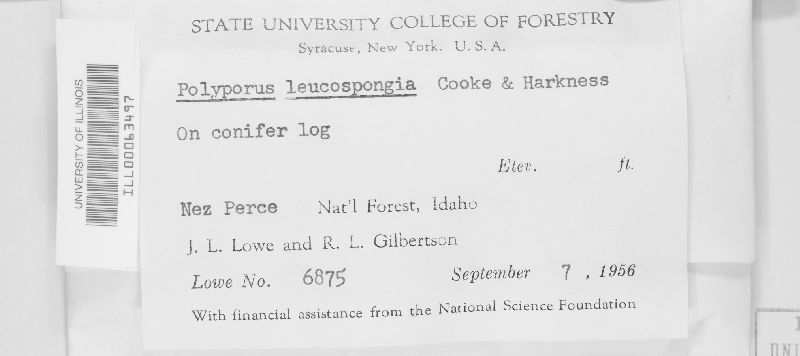 STATE UNIVERSITY COLLEGE OF FORESTRY
Syracuse, New York. U. S. A.
Polyporus leucospongia Cooke & Harkness
On conifer log
Elev. ft.
Nez Perce Nat'l Forest, Idaho
J. L. Lowe and R. L. Gilbertson
Lowe No. 6875 September 7 , 1956
With financial assistance from the National Science Foundation
UNIVERSITY OF ILLINOIS
ILL00063497